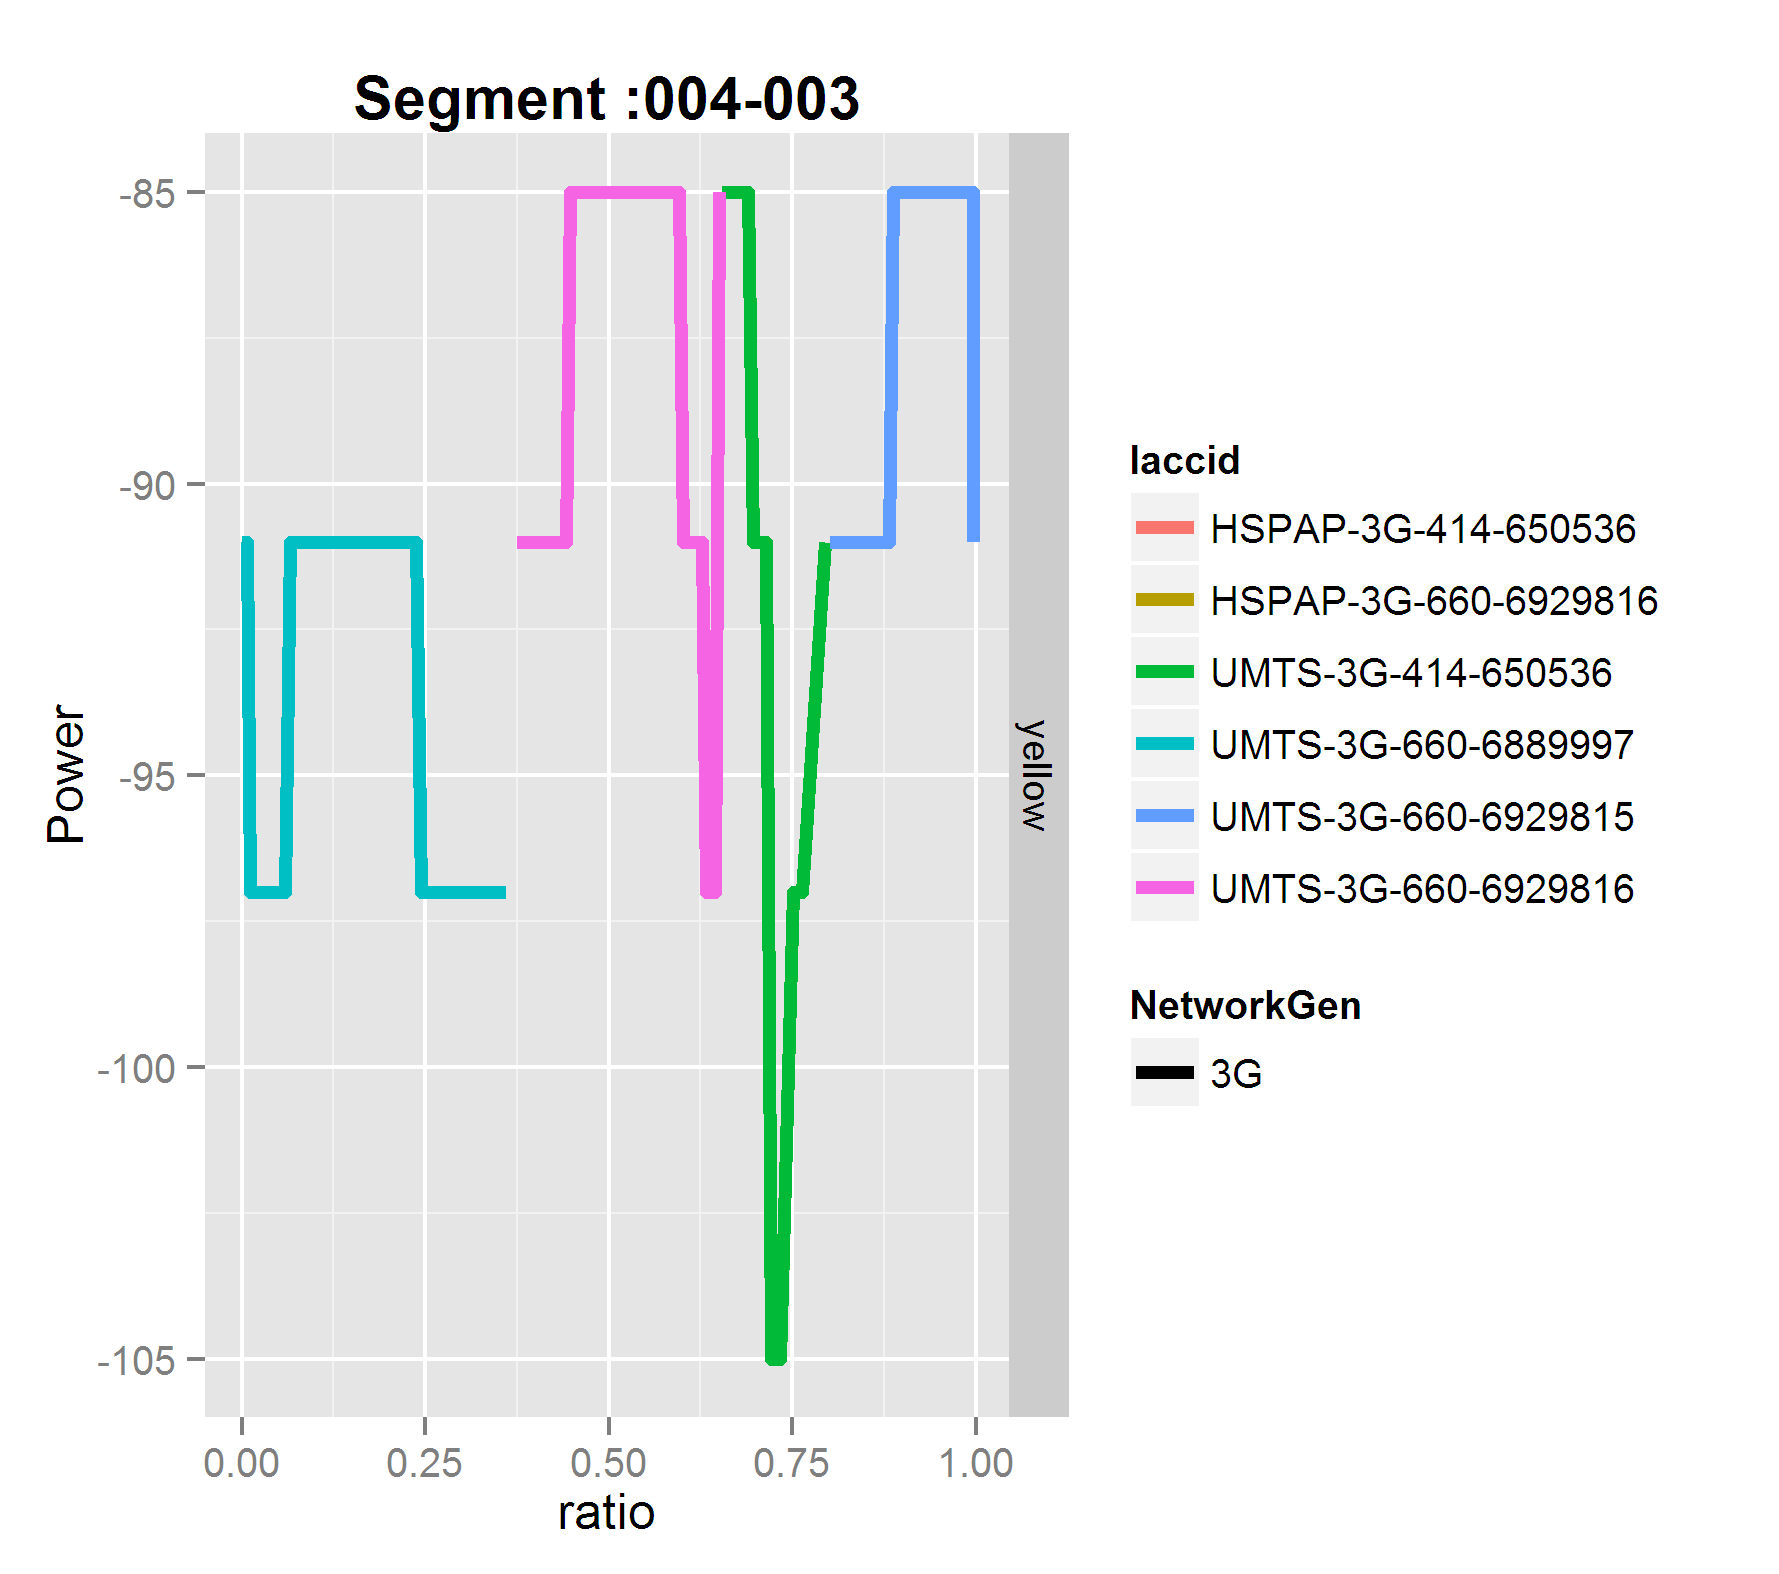 Segment :004-003
-85
-90
-95
-100
-105
Power
0.00 0.25 0.50 0.75 1.00
ratio
yellow
laccid
HSPAP-3G-414-650536
HSPAP-3G-660-6929816
UMTS-3G-414-650536
UMTS-3G-660-6889997
UMTS-3G-660-6929815
UMTS-3G-660-6929816
NetworkGen
3G